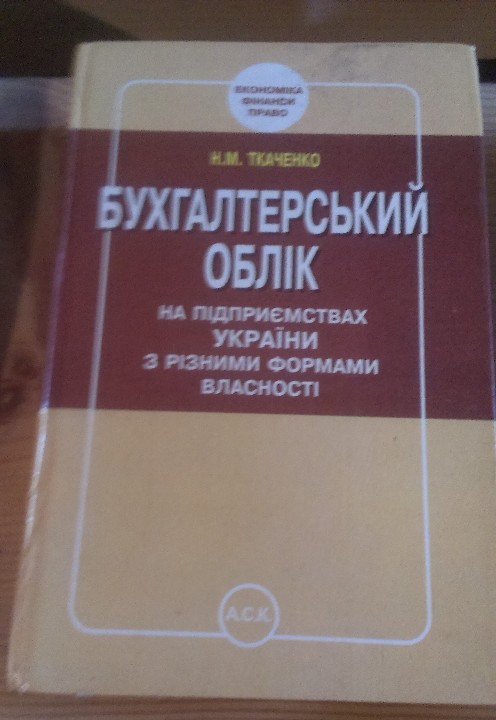 ЕКОНОМІКА
ФІНАНСИ
ПРАВО
Н.М. ТКАЧЕНКО
БУХГАЛТЕРСЬКИЙ
ОБЛІК
НА ПІДПРИЄМСТВАХ
УКРАЇНИ
З РІЗНИМИ ФОРМАМИ
ВЛАСНОСТІ
А.С.К.